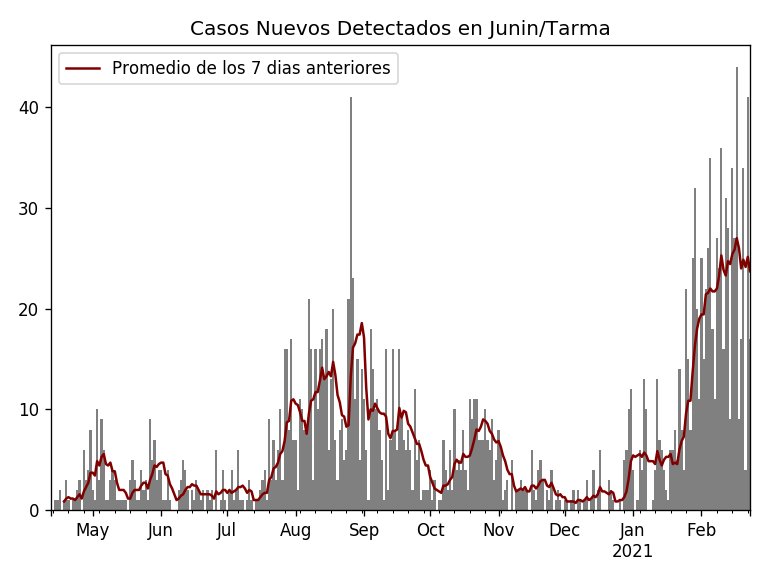 Casos Nuevos Detectados en Junin/Tarma
Promedio de los 7 dias anteriores
40
30
20
10
0
May Jun Jul Aug Sep Oct Nov Dec Jan Feb
2021